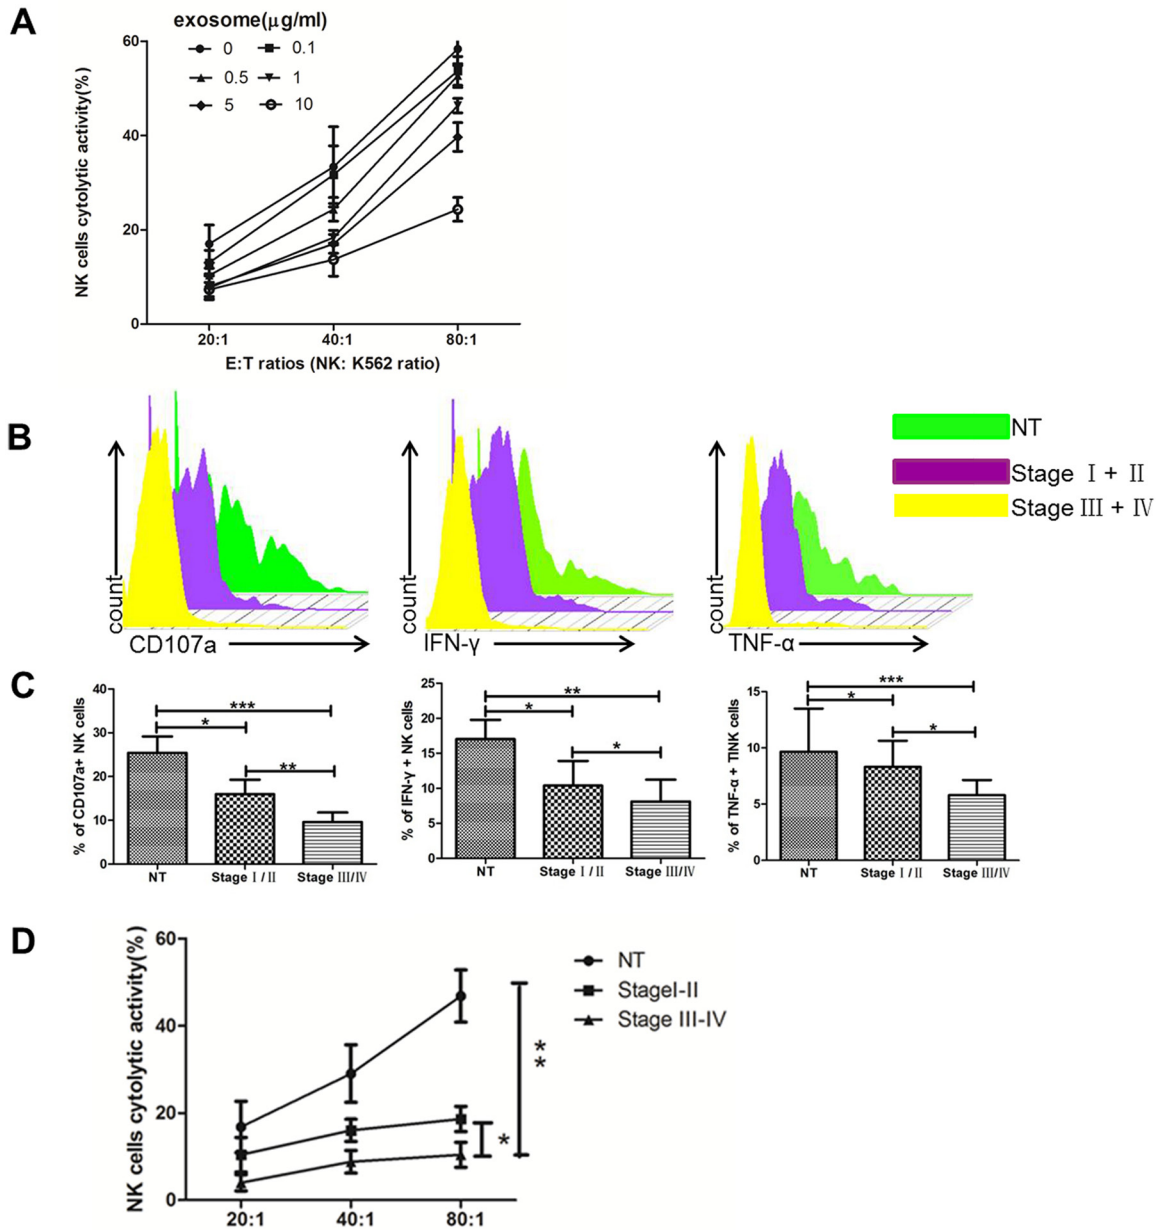 A
exosome(μg/ml)
0 0.1
0.5 1
5 10
NK cells cytolytic activity(%)
60
40
20
0
20:1 40:1 80:1
E:T ratios (NK: K562 ratio)
B
count
CD107a
count
IFN-γ
count
TNF-α
NT
Stage Ⅰ + Ⅱ
Stage Ⅲ + Ⅳ
C
% of CD107a+ NK cells
40
30
20
10
0
***
*
**
NT Stage Ⅰ / Ⅱ Stage Ⅲ/Ⅳ
% of IFN-γ + NK cells
25
20
15
10
5
0
**
*
*
NT Stage Ⅰ / Ⅱ Stage Ⅲ/Ⅳ
% of TNF-α + TINK cells
15
10
5
0
***
*
*
NT Stage Ⅰ / Ⅱ Stage Ⅲ/Ⅳ
D
NK cells cytolytic activity(%)
60
40
20
0
20:1 40:1 80:1
NT
StageI-II
Stage III-IV
**
*